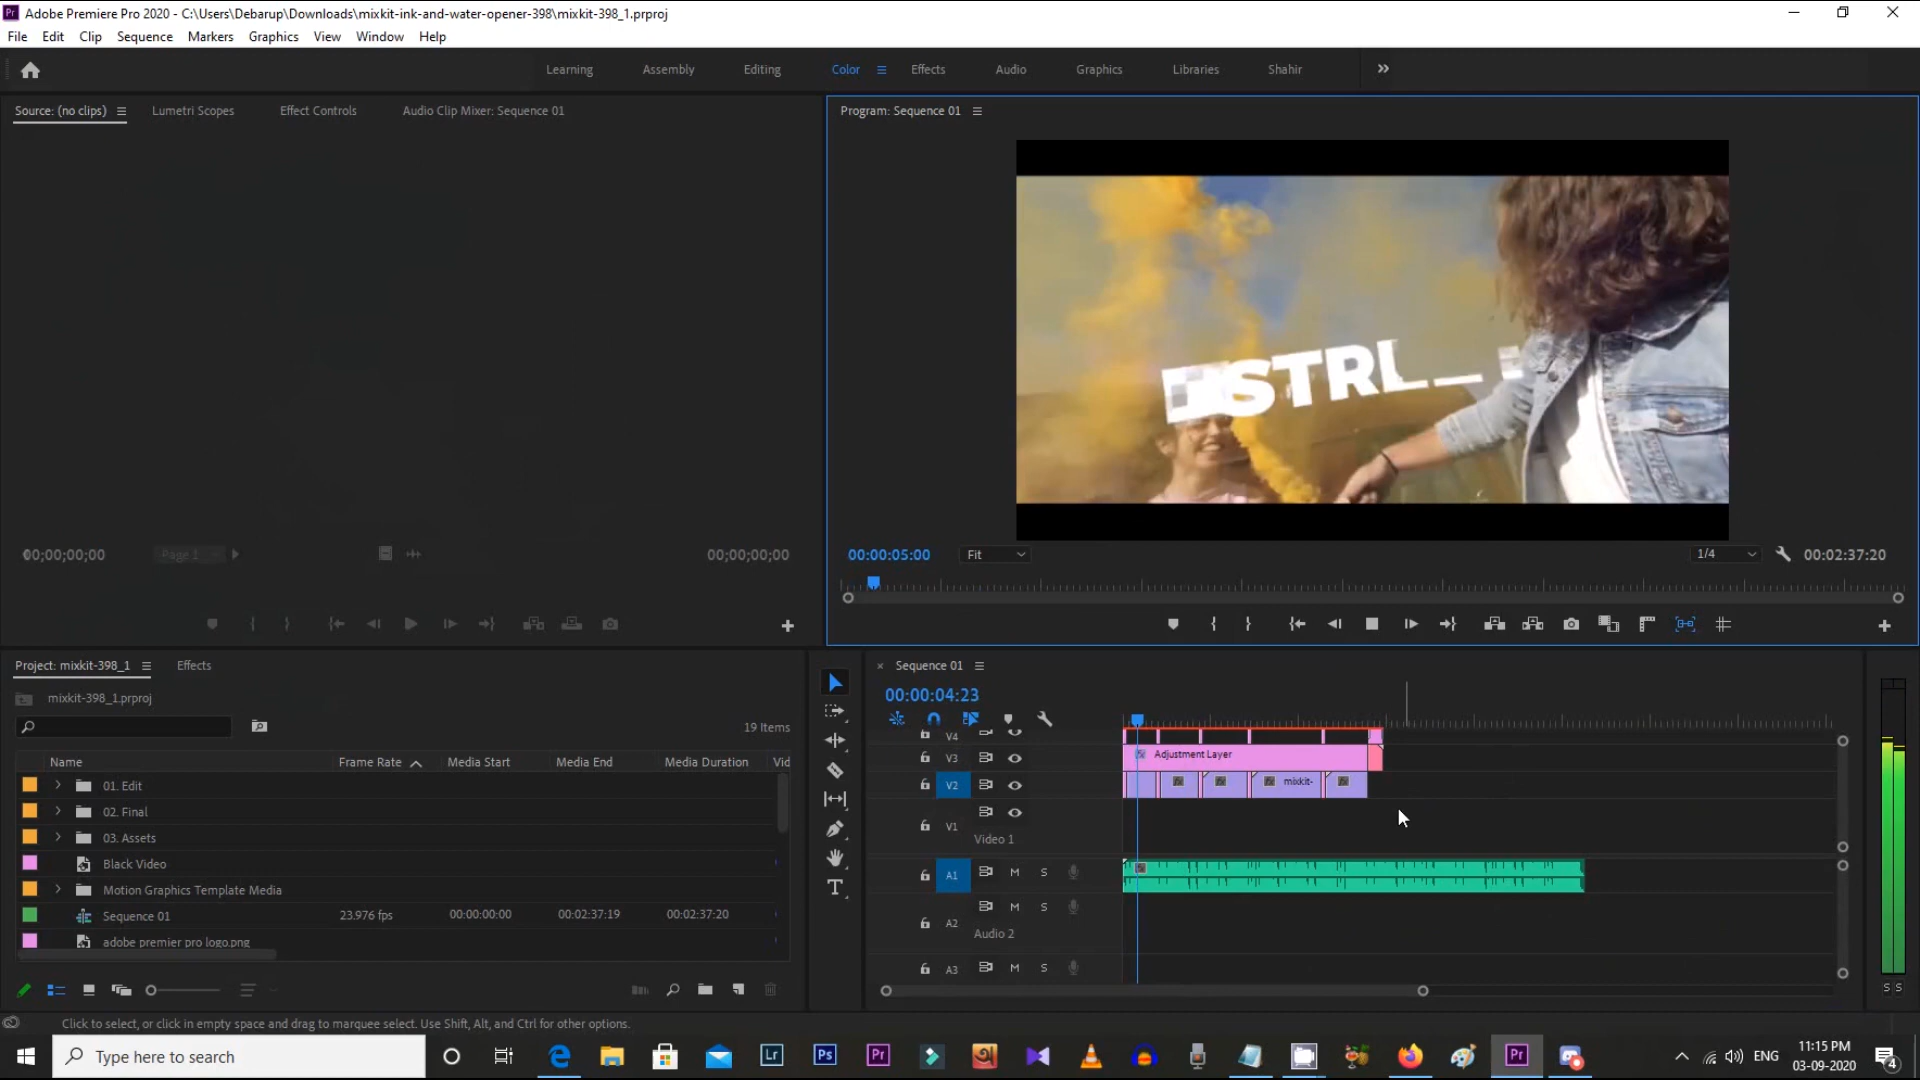 Adobe Premiere Pro 2020 - C:\Users\Debarup\Downloads\mixkit-ink-and-water-opener-398\mixkit-398_1.prproj
File Edit Clip Sequence Markers Graphics View Window Help
Learning Assembly Editing Color Effects Audio Graphics Libraries Shahir
Source: (no clips) Lumetri Scopes Effect Controls Audio Clip Mixer: Sequence 01
Program: Sequence 01
STRL_
00;00;00;00 Page 1 00;00;00;00
00:00:05:00 Fit 1/4 00:02:37:20
Project: mixkit-398_1 Effects
mixkit-398_1.prproj
19 Items
Name Frame Rate Media Start Media End Media Duration Vid
01. Edit
02. Final
03. Assets
Black Video
Motion Graphics Template Media
Sequence 01 23.976 fps 00:00:00:00 00:02:37:19 00:02:37:20
adobe premier pro logo.png
Sequence 01
00:00:04:23
V4
V3 Adjustment Layer
V2 mixkit-
V1
Video 1
A1 M S
A2 M S
Audio 2
A3 M S
S S
Click to select, or click in empty space and drag to marquee select. Use Shift, Alt, and Ctrl for other options.
Type here to search
Lr Ps Pr Pr
ENG
11:15 PM
03-09-2020
4